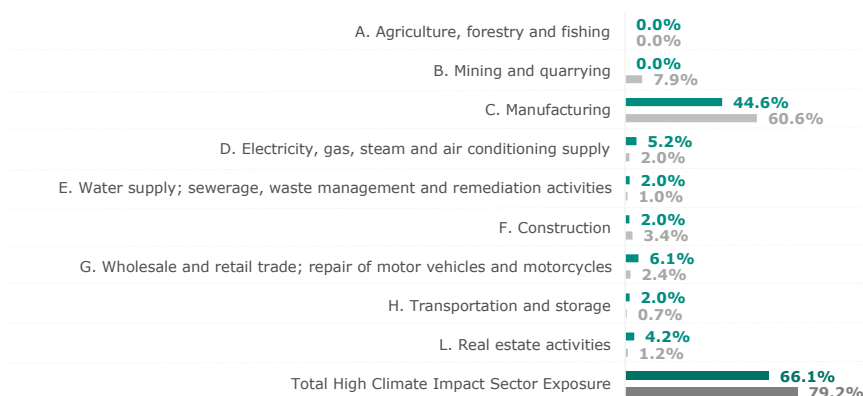 A. Agriculture, forestry and fishing
0.0%
0.0%
B. Mining and quarrying
0.0%
7.9%
C. Manufacturing
44.6%
60.6%
D. Electricity, gas, steam and air conditioning supply
5.2%
2.0%
E. Water supply; sewerage, waste management and remediation activities
2.0%
1.0%
F. Construction
2.0%
3.4%
G. Wholesale and retail trade; repair of motor vehicles and motorcycles
6.1%
2.4%
H. Transportation and storage
2.0%
0.7%
L. Real estate activities
4.2%
1.2%
Total High Climate Impact Sector Exposure
66.1%
79.2%